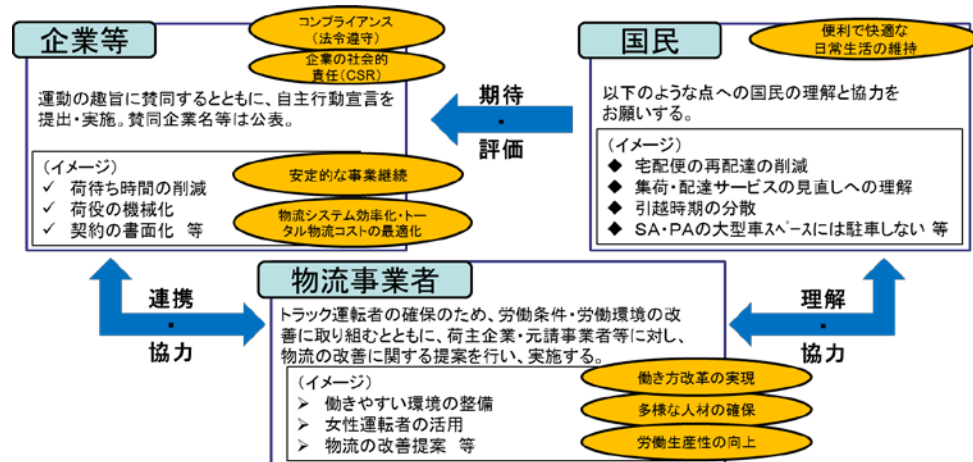 企業等
コンプライアンス
(法令遵守)
企業の社会的
責任(CSR)
運動の趣旨に賛同するとともに、自主行動宣言を
提出・実施。賛同企業名等は公表。
(イメージ)
✓ 荷待ち時間の削減
✓ 荷役の機械化
✓ 契約の書面化 等
安定的な事業継続
物流システム効率化・トー
タル物流コストの最適化
期待
・
評価
国民
便利で快適な
日常生活の維持
以下のような点への国民の理解と協力を
お願いする。
(イメージ)
◆ 宅配便の再配達の削減
◆ 集荷・配達サービスの見直しへの理解
◆ 引越時期の分散
◆ SA・PAの大型車スペースには駐車しない 等
連携
・
協力
物流事業者
トラック運転者の確保のため、労働条件・労働環境の改
善に取り組むとともに、荷主企業・元請事業者等に対し、
物流の改善に関する提案を行い、実施する。
(イメージ)
➢ 働きやすい環境の整備
➢ 女性運転者の活用
➢ 物流の改善提案 等
働き方改革の実現
多様な人材の確保
労働生産性の向上
理解
・
協力